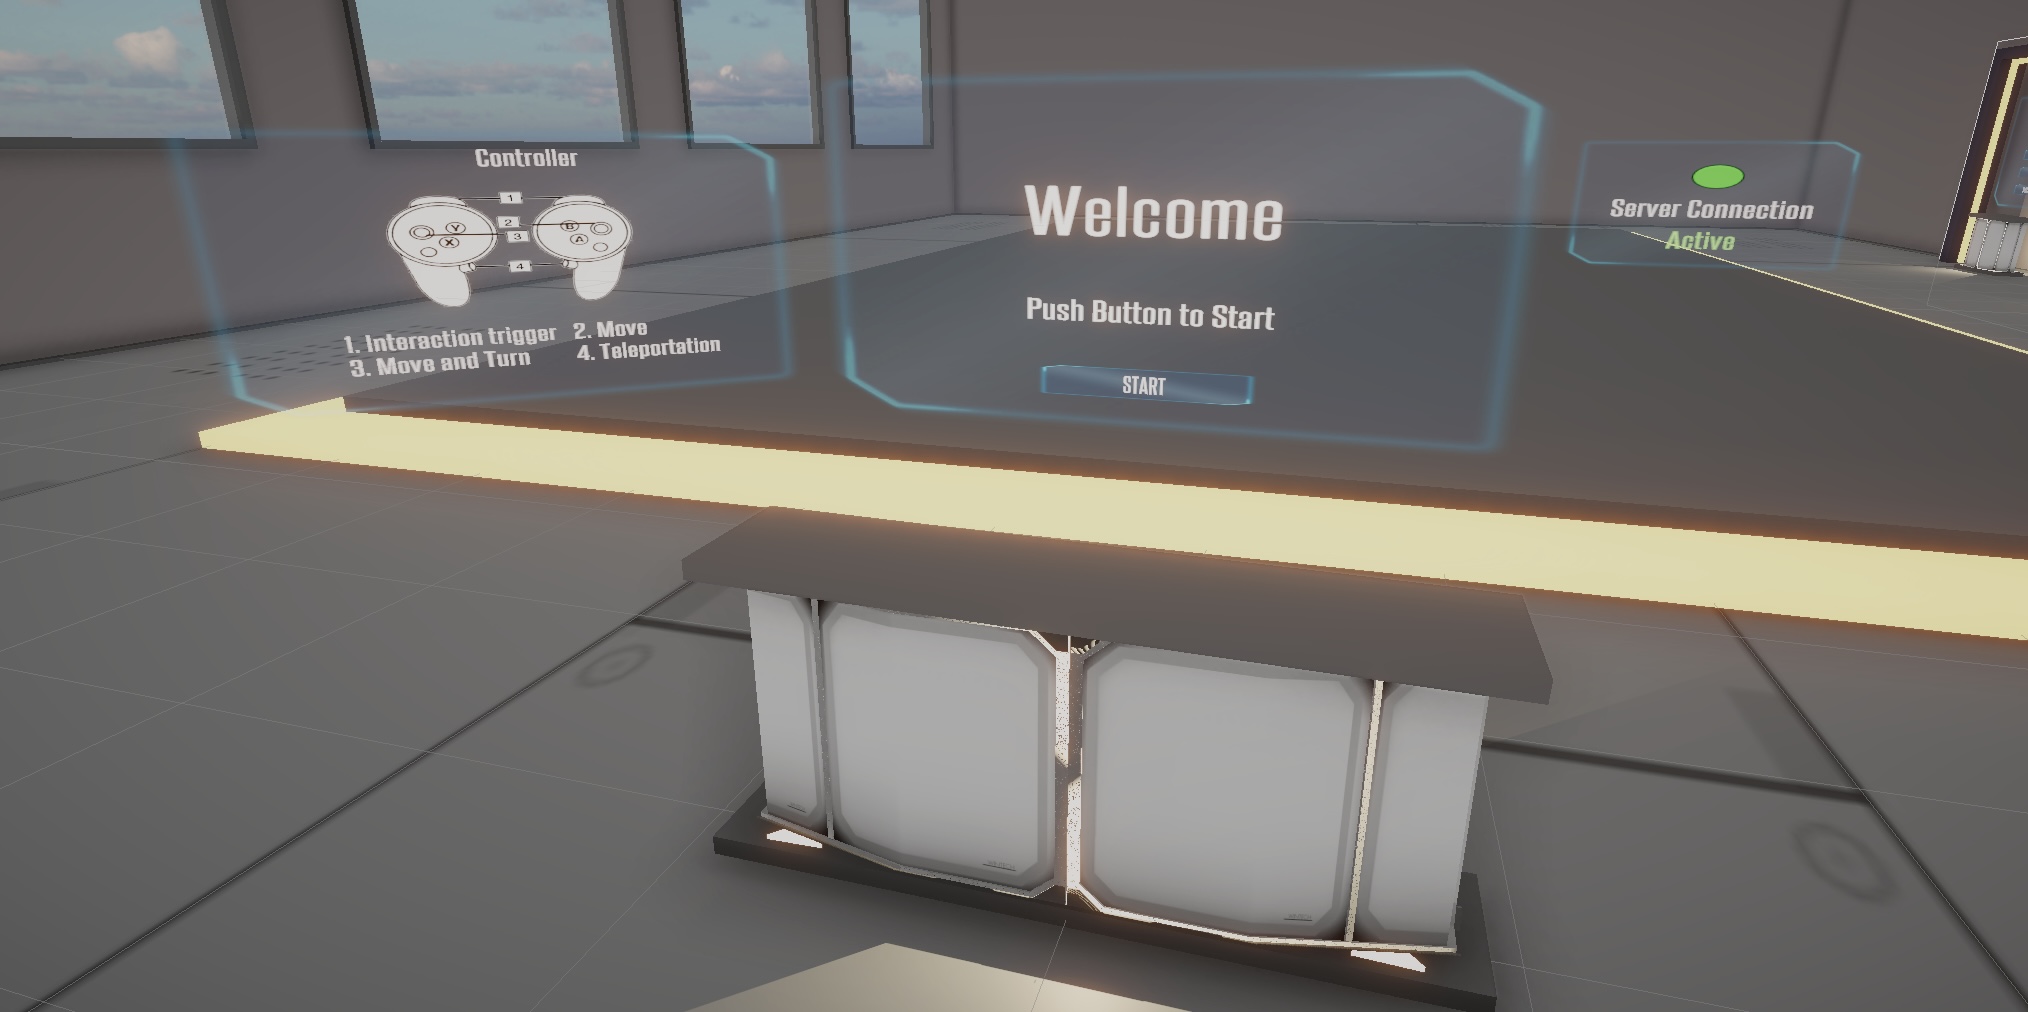 Controller
1
2
3
4
Y
X
B
A
1. Interaction trigger 2. Move
3. Move and Turn 4. Teleportation
Welcome
Push Button to Start
START
Server Connection
Active